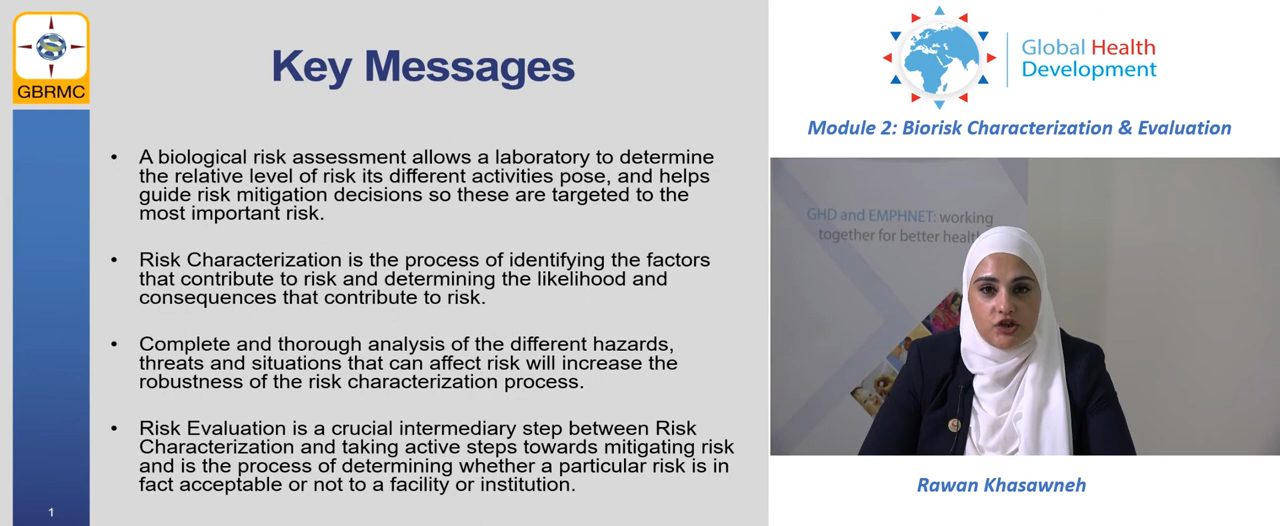 GBRMC
Key Messages
• A biological risk assessment allows a laboratory to determine
the relative level of risk its different activities pose, and helps
guide risk mitigation decisions so these are targeted to the
most important risk.
• Risk Characterization is the process of identifying the factors
that contribute to risk and determining the likelihood and
consequences that contribute to risk.
• Complete and thorough analysis of the different hazards,
threats and situations that can affect risk will increase the
robustness of the risk characterization process.
• Risk Evaluation is a crucial intermediary step between Risk
Characterization and taking active steps towards mitigating risk
and is the process of determining whether a particular risk is in
fact acceptable or not to a facility or institution.
1
Global Health
Development
Module 2: Biorisk Characterization & Evaluation
GHD and EMPHNET: working
together for better healt
Rawan Khasawneh